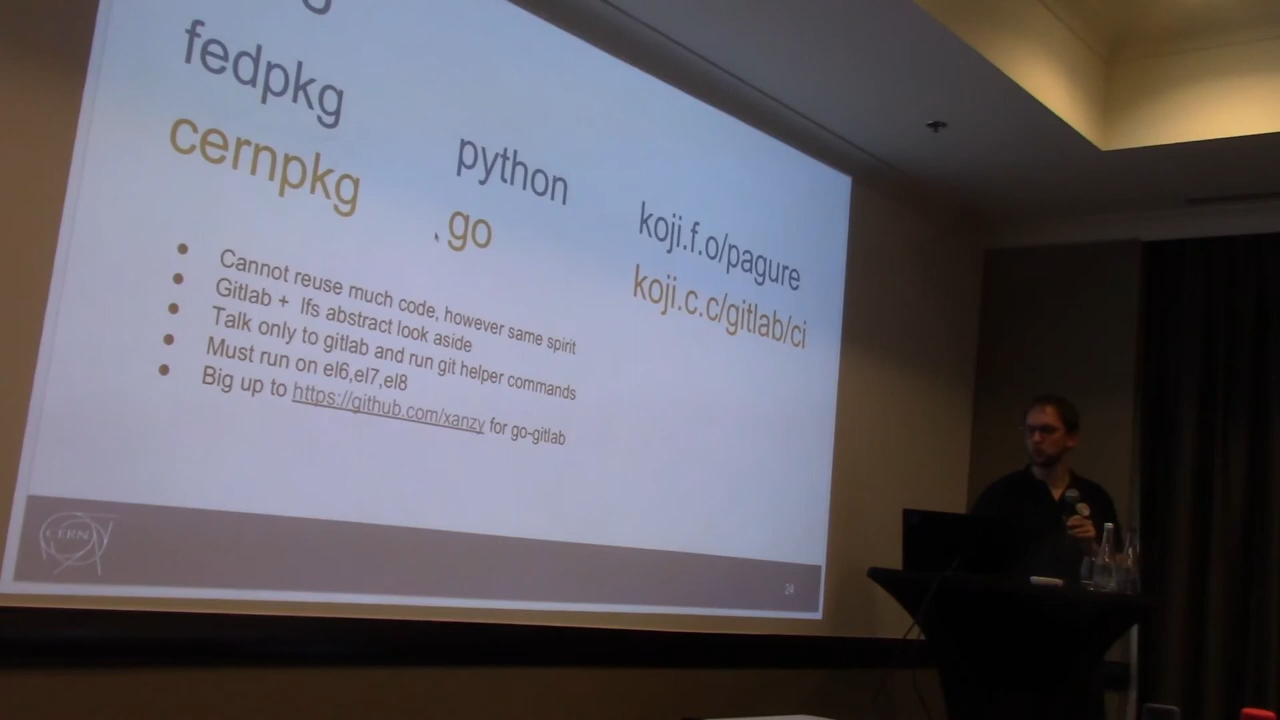 fedpkg
python
koji.f.o/pagure
cernpkg
go
koji.c.c/gitlab/ci
Cannot reuse much code, however same spirit
Gitlab + lfs abstract look aside
Talk only to gitlab and run git helper commands
Must run on el6,el7,el8
Big up to https://github.com/xanzy for go-gitlab
CERN
24